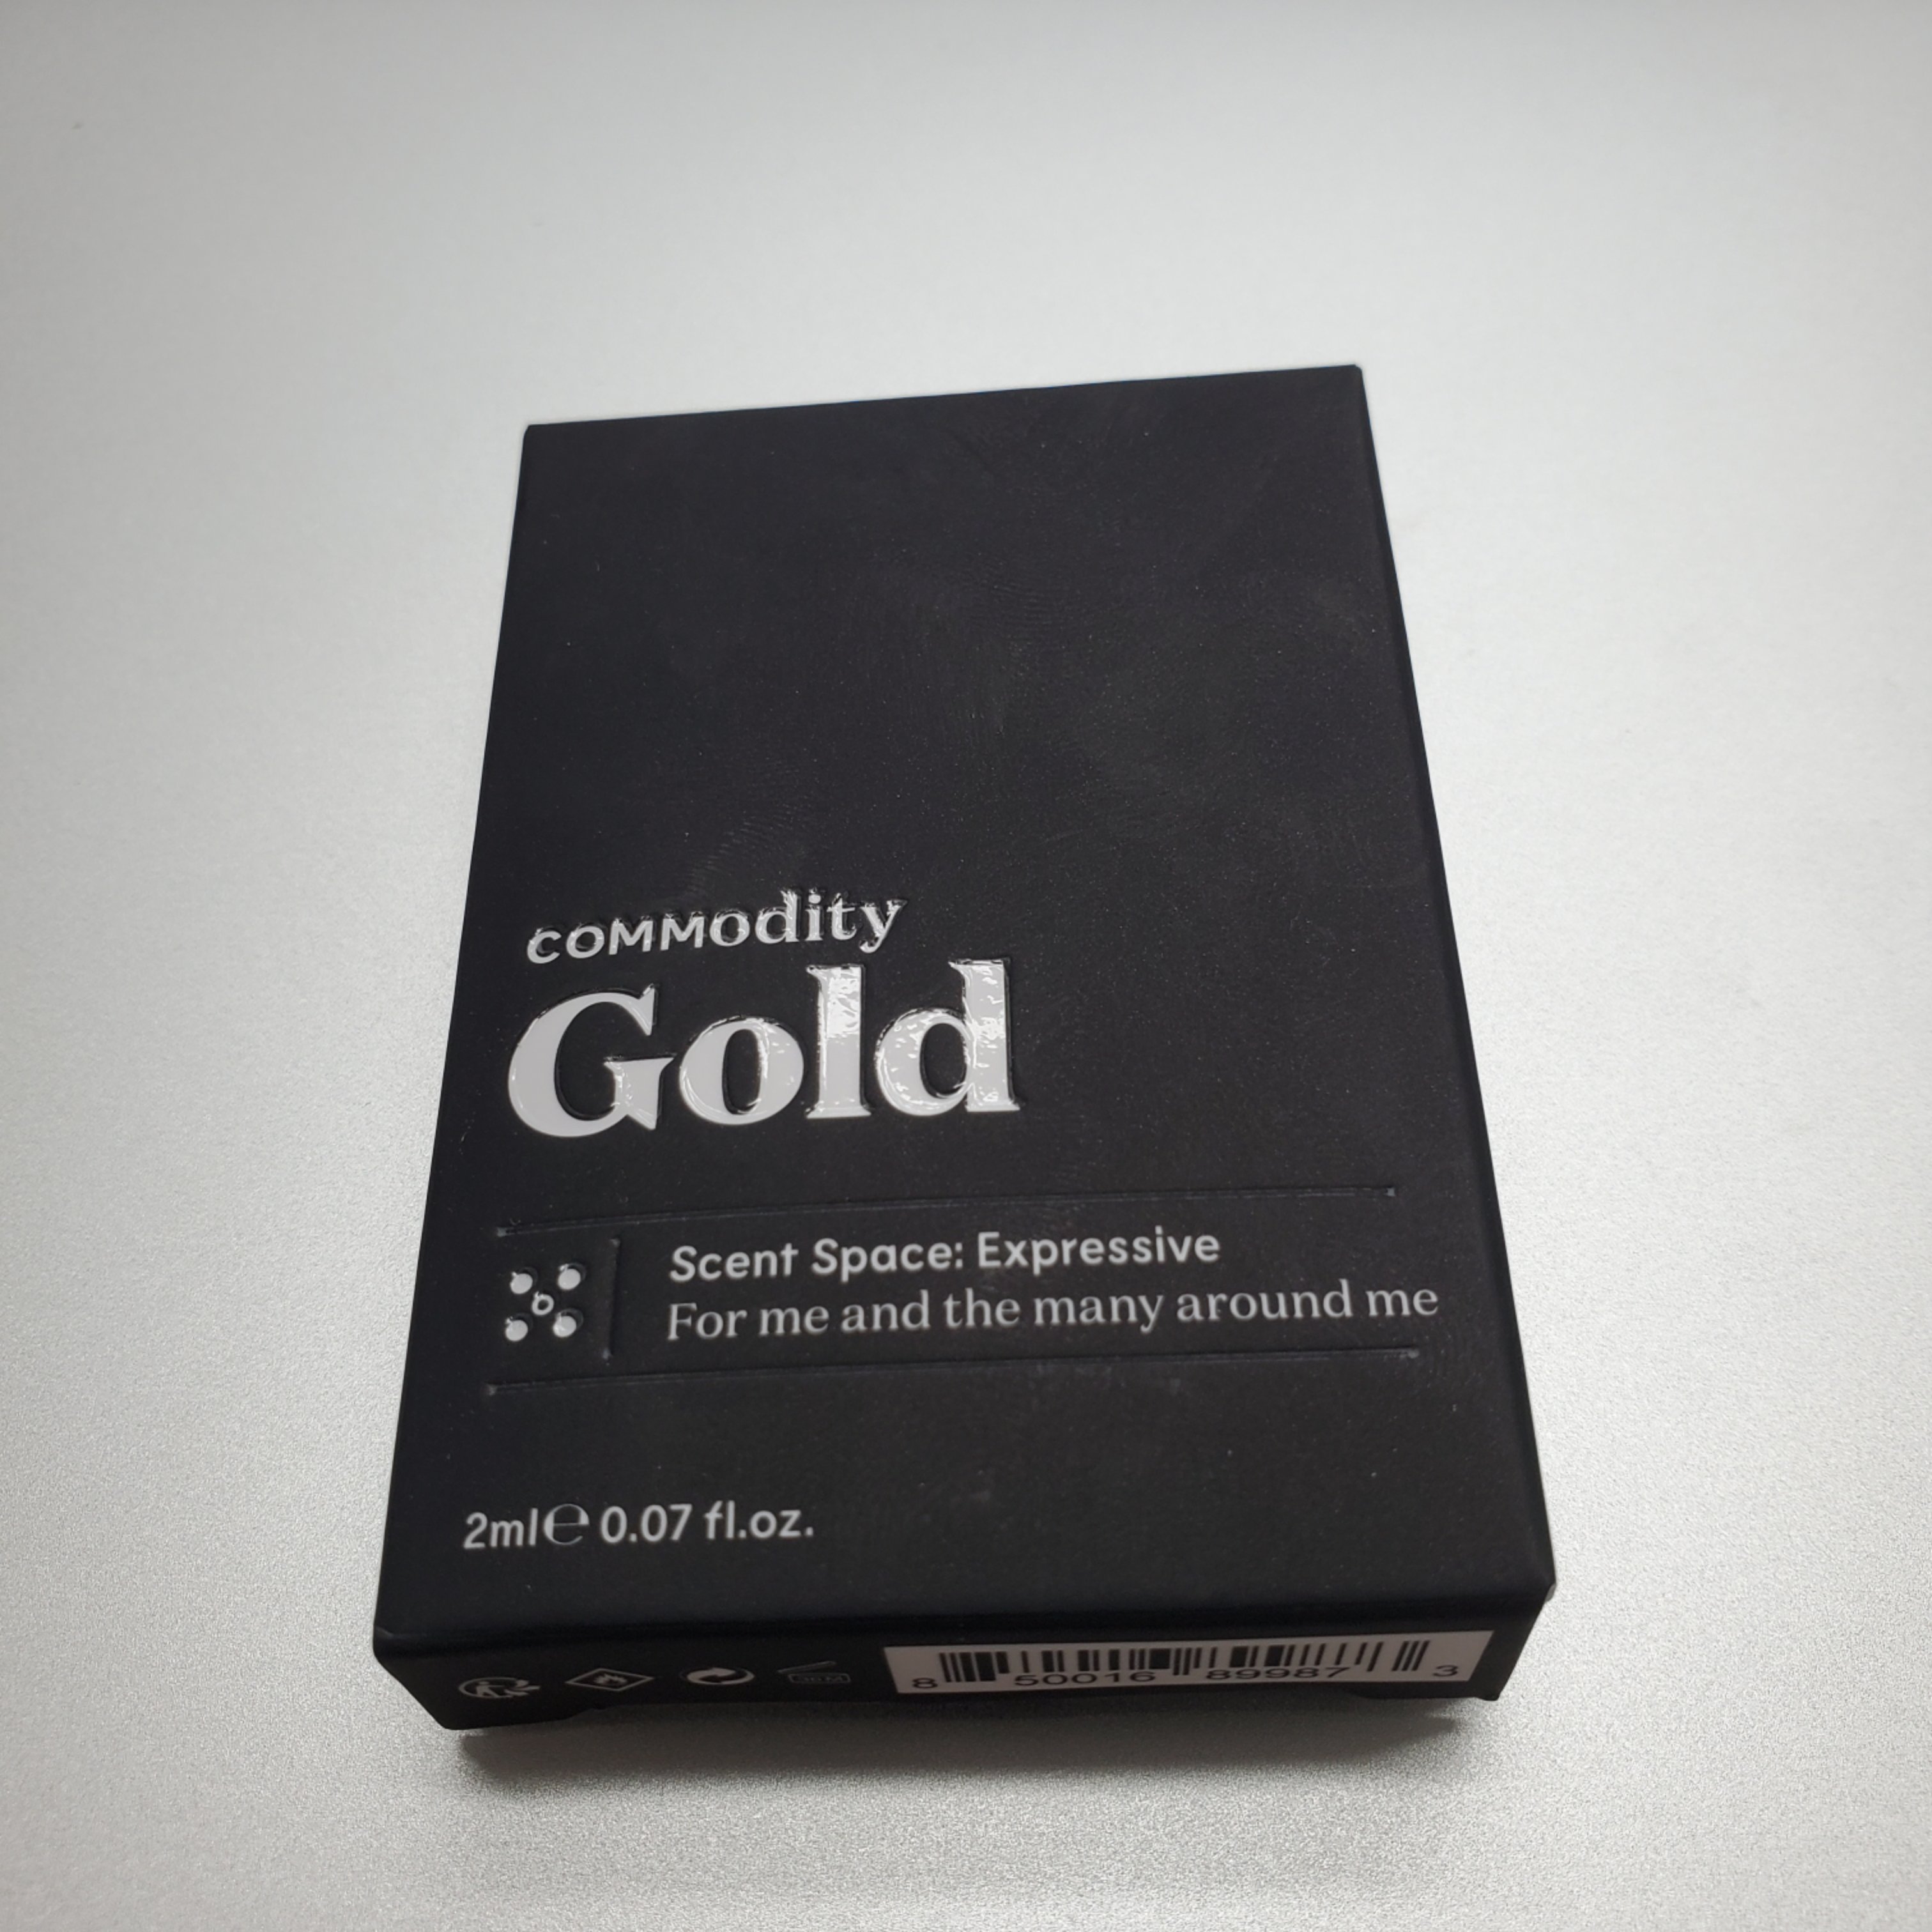 COMModity
Gold
Scent Space: Expressive
For me and the many around me
2ml℮ 0.07 fl.oz.
36M
8 50016 89987 3